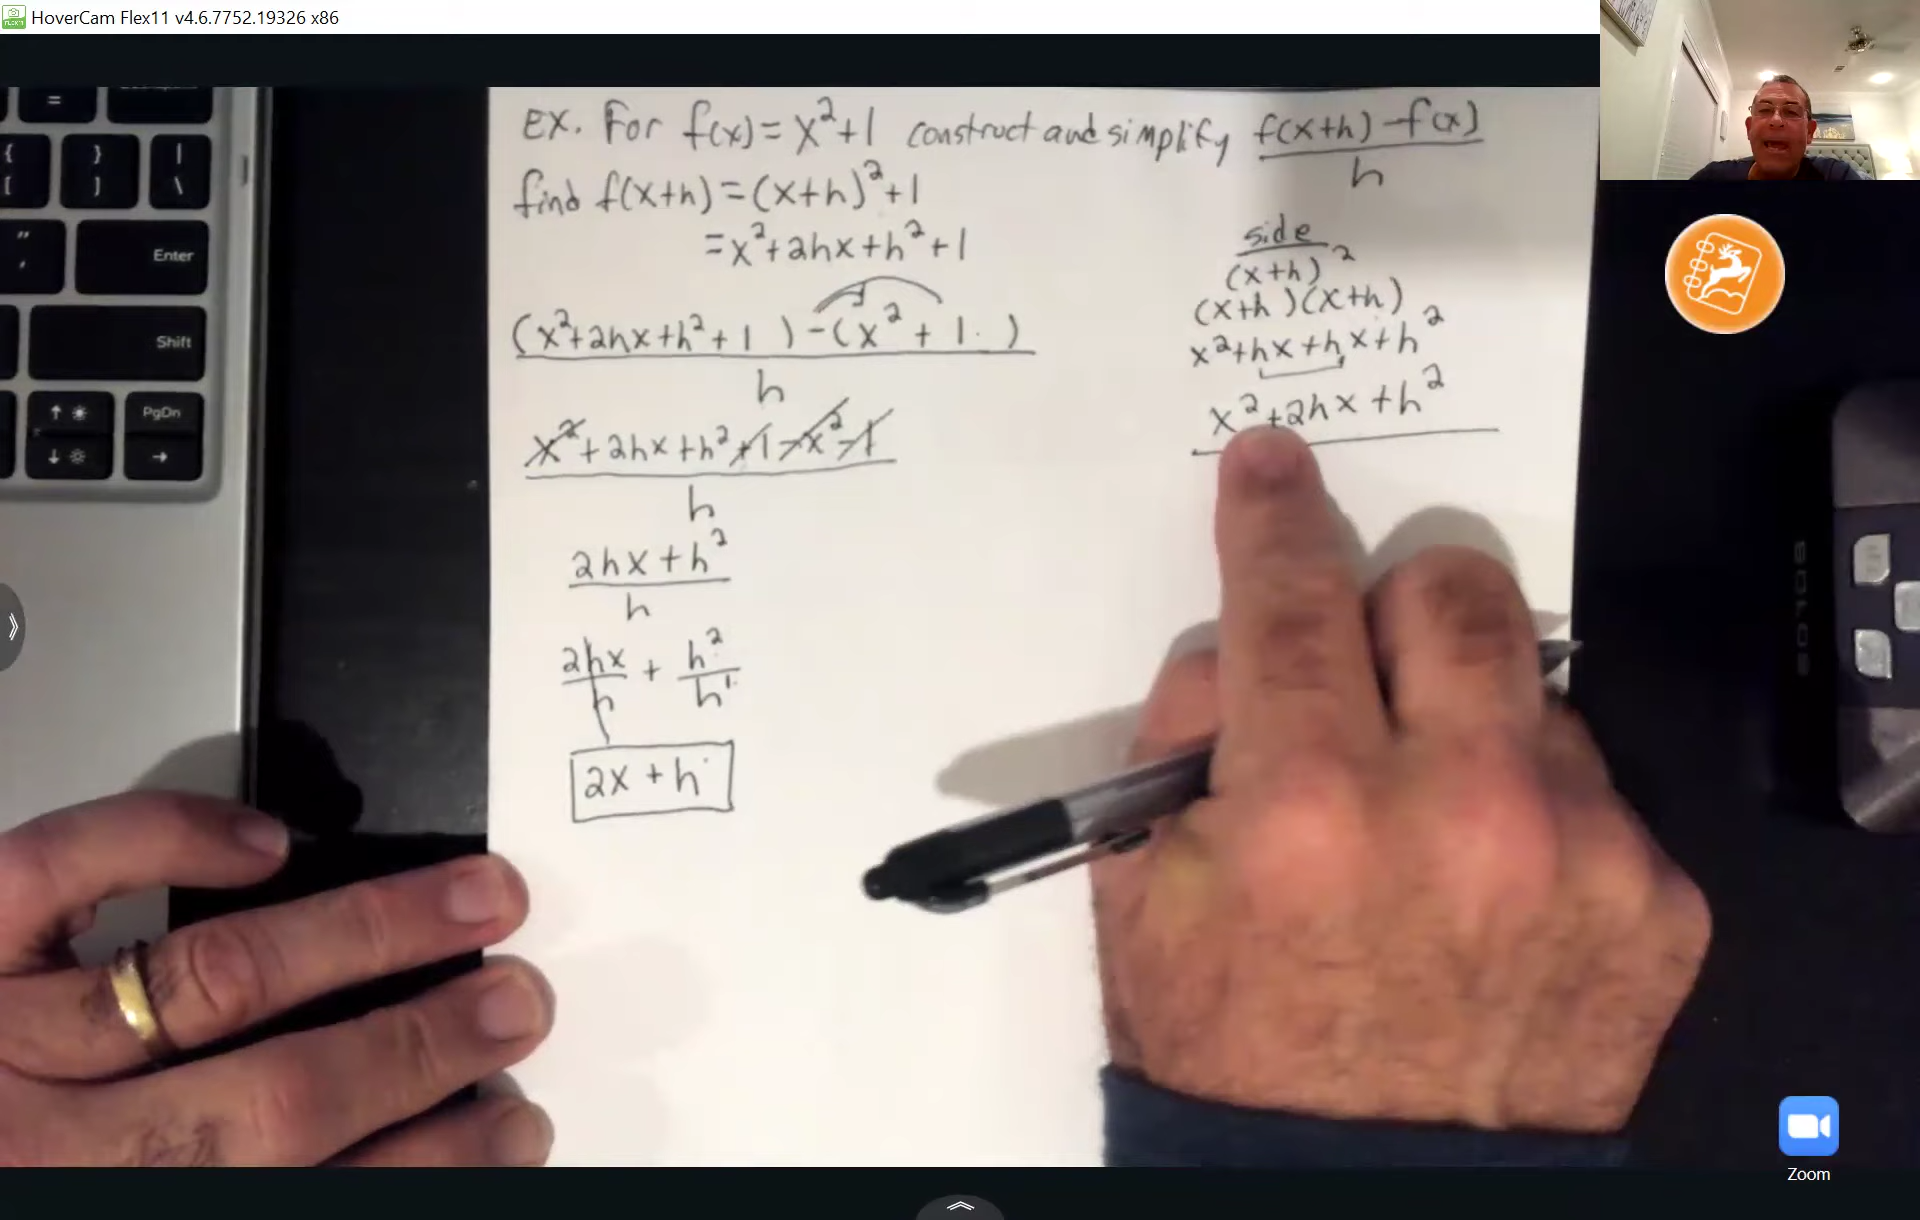 HoverCam Flex11 v4.6.7752.19326 x86
Ex. For f(x) = x²+1 construct and simplify f(x+h) - f(x) / h
find f(x+h) = (x+h)²+1
= x²+2hx+h²+1
(x²+2hx+h²+1) - (x²+1)
h
x²+2hx+h²+1-x²-1
h
2hx+h²
h
2hx/h + h²/h¹
2x+h
side
(x+h)²
(x+h)(x+h)
x²+hx+hx+h²
x²+2hx+h²
=
{ [
} ]
| \
" ,
Enter
Shift
PgDn
Zoom